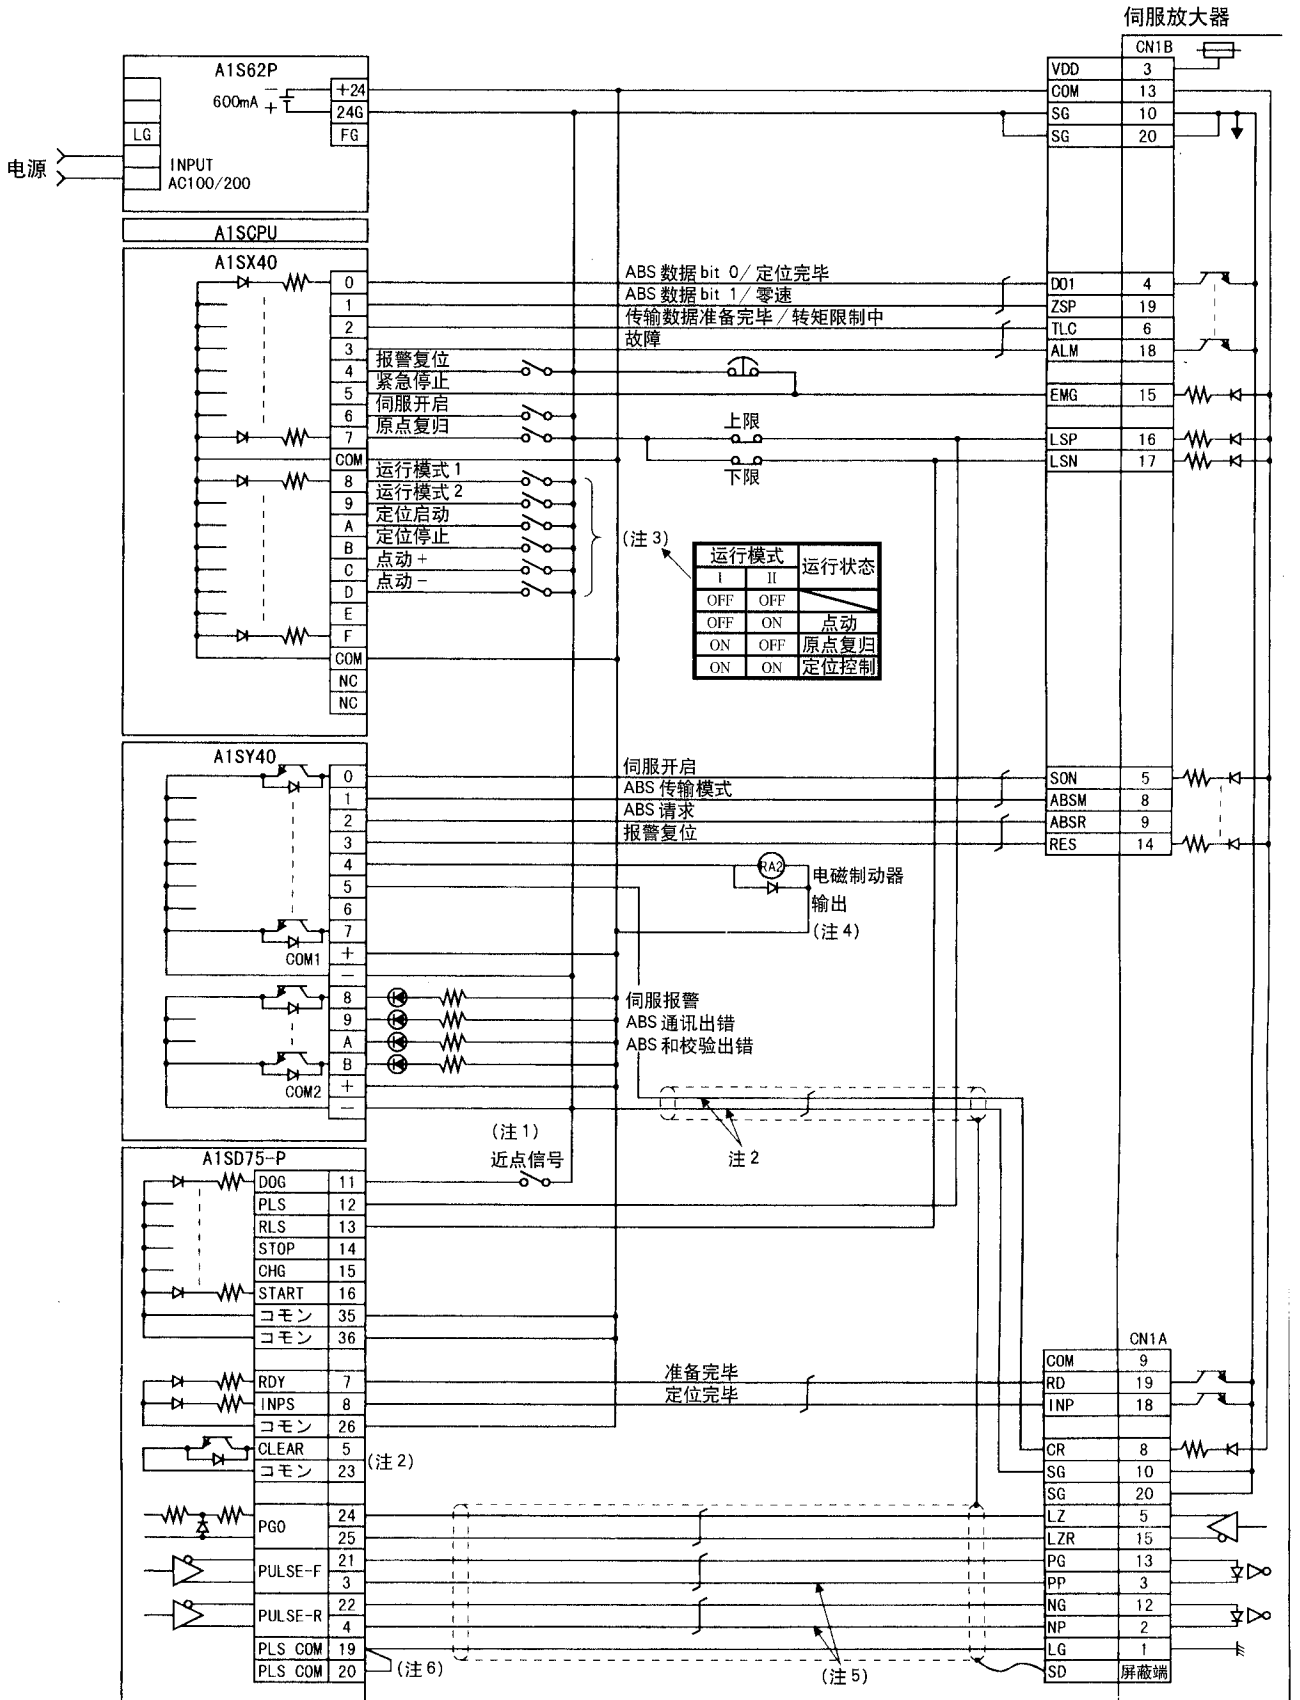 伺服放大器
CN1B
A1S62P
600mA
－
＋
+24
24G
FG
LG
电源
INPUT
AC100/200
VDD 3
COM 13
SG 10
SG 20
A1SCPU
A1SX40
0
1
2
3
4
5
6
7
COM
8
9
A
B
C
D
E
F
COM
NC
NC
ABS 数据 bit 0／定位完毕
ABS 数据 bit 1／零速
传输数据准备完毕／转矩限制中
故障
报警复位
紧急停止
伺服开启
原点复归
运行模式 1
运行模式 2
定位启动
定位停止
点动＋
点动－
上限
下限
DO1 4
ZSP 19
TLC 6
ALM 18
EMG 15
LSP 16
LSN 17
(注 3)
运行模式 运行状态
I II
OFF OFF
OFF ON 点动
ON OFF 原点复归
ON ON 定位控制
A1SY40
0
1
2
3
4
5
6
7
COM1
+
－
8
9
A
B
COM2
+
－
伺服开启
ABS 传输模式
ABS 请求
报警复位
SON 5
ABSM 8
ABSR 9
RES 14
RA2
电磁制动器
输出
(注 4)
伺服报警
ABS 通讯出错
ABS 和校验出错
注 2
(注 1)
近点信号
A1SD75-P
DOG 11
PLS 12
RLS 13
STOP 14
CHG 15
START 16
コモン 35
コモン 36
RDY 7
INPS 8
コモン 26
CLEAR 5
コモン 23
(注 2)
PGO 24
25
PULSE-F 21
3
PULSE-R 22
4
PLS COM 19
PLS COM 20
(注 6)
准备完毕
定位完毕
(注 5)
CN1A
COM 9
RD 19
INP 18
CR 8
SG 10
SG 20
LZ 5
LZR 15
PG 13
PP 3
NG 12
NP 2
LG 1
SD 屏蔽端